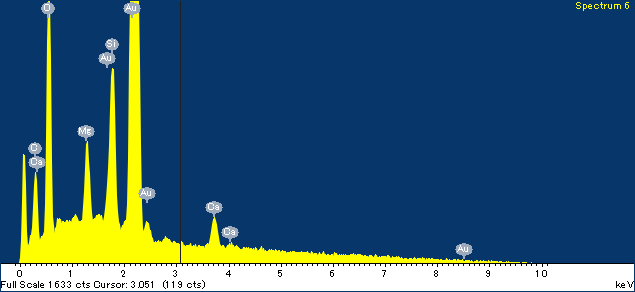 Spectrum 6
O
Au
Si
Au
Mg
C
Ca
Au
Ca
Ca
Au
0 1 2 3 4 5 6 7 8 9 10
Full Scale 1633 cts Cursor: 3.051 (119 cts) keV